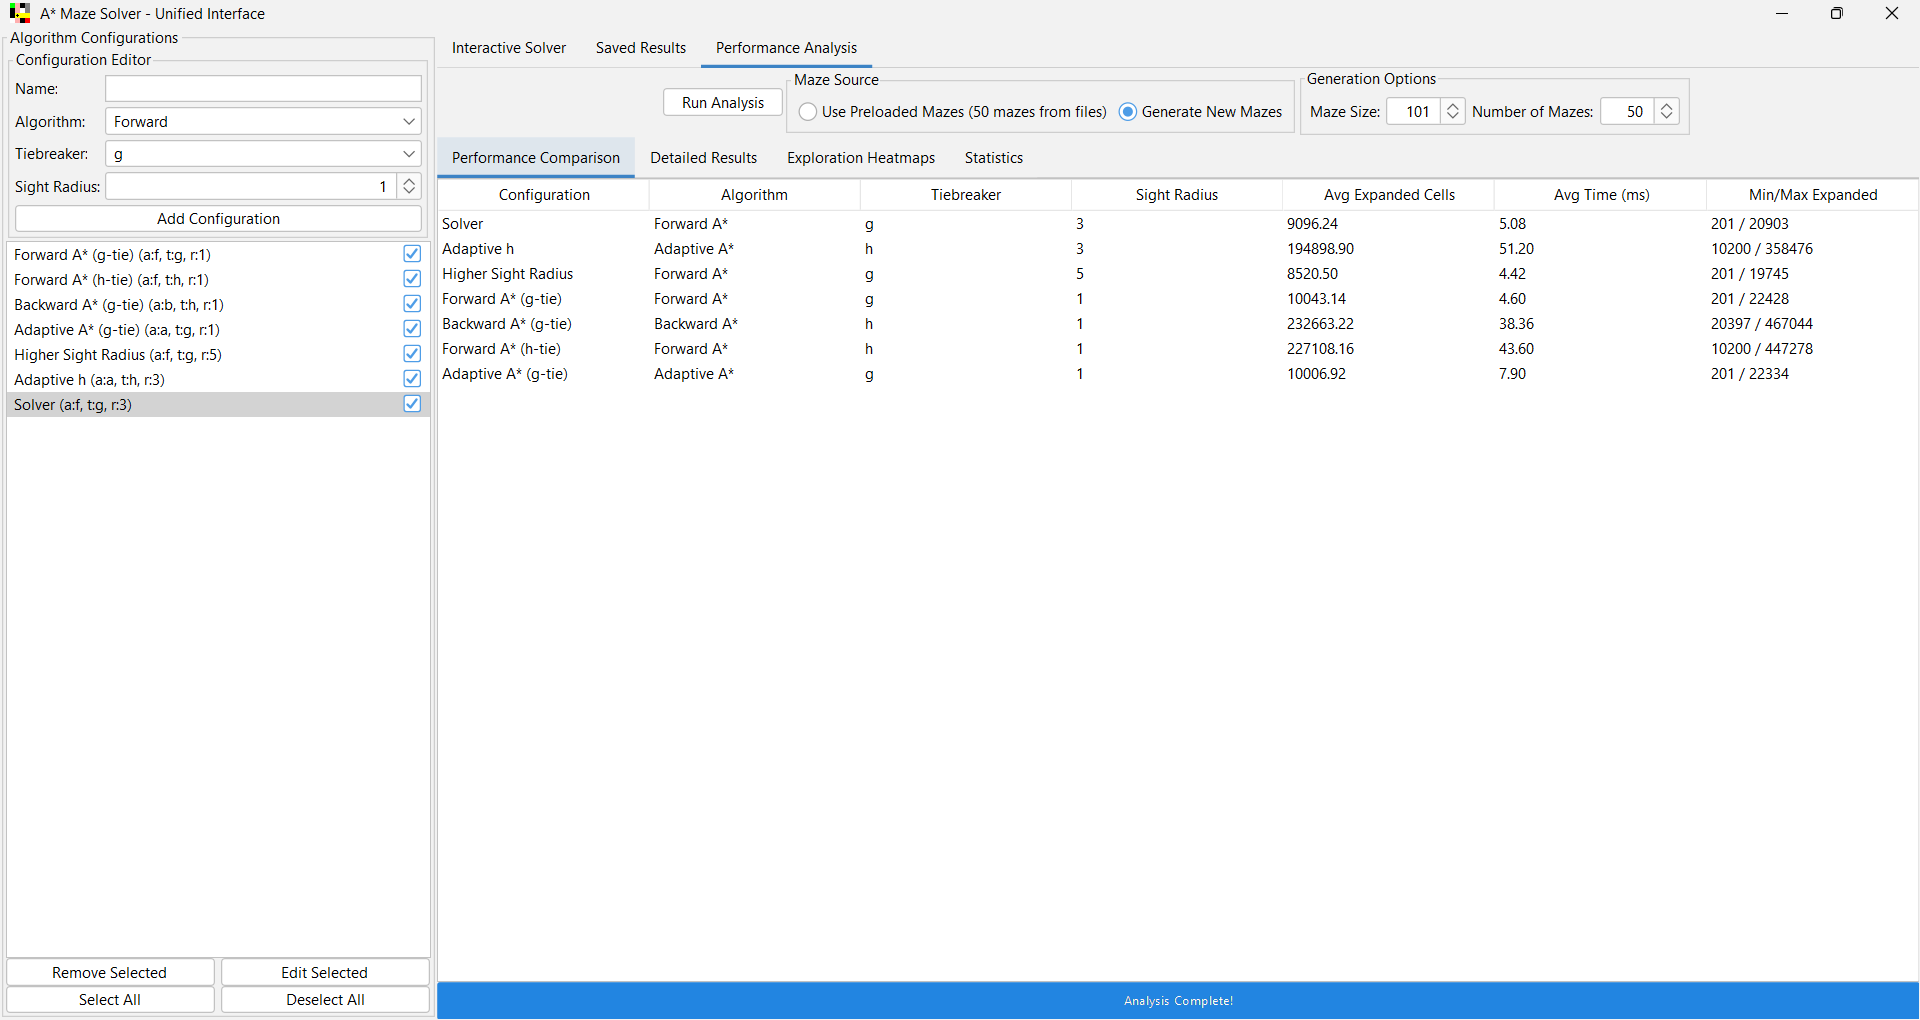 A* Maze Solver - Unified Interface
Algorithm Configurations
Configuration Editor
Name:
Algorithm: Forward
Tiebreaker: g
Sight Radius: 1
Add Configuration
Forward A* (g-tie) (a:f, t:g, r:1)
Forward A* (h-tie) (a:f, t:h, r:1)
Backward A* (g-tie) (a:b, t:h, r:1)
Adaptive A* (g-tie) (a:a, t:g, r:1)
Higher Sight Radius (a:f, t:g, r:5)
Adaptive h (a:a, t:h, r:3)
Solver (a:f, t:g, r:3)
Remove Selected Edit Selected
Select All Deselect All
Interactive Solver Saved Results Performance Analysis
Run Analysis
Maze Source
Use Preloaded Mazes (50 mazes from files) Generate New Mazes
Generation Options
Maze Size: 101 Number of Mazes: 50
Performance Comparison Detailed Results Exploration Heatmaps Statistics
Configuration Algorithm Tiebreaker Sight Radius Avg Expanded Cells Avg Time (ms) Min/Max Expanded
Solver Forward A* g 3 9096.24 5.08 201 / 20903
Adaptive h Adaptive A* h 3 194898.90 51.20 10200 / 358476
Higher Sight Radius Forward A* g 5 8520.50 4.42 201 / 19745
Forward A* (g-tie) Forward A* g 1 10043.14 4.60 201 / 22428
Backward A* (g-tie) Backward A* h 1 232663.22 38.36 20397 / 467044
Forward A* (h-tie) Forward A* h 1 227108.16 43.60 10200 / 447278
Adaptive A* (g-tie) Adaptive A* g 1 10006.92 7.90 201 / 22334
Analysis Complete!